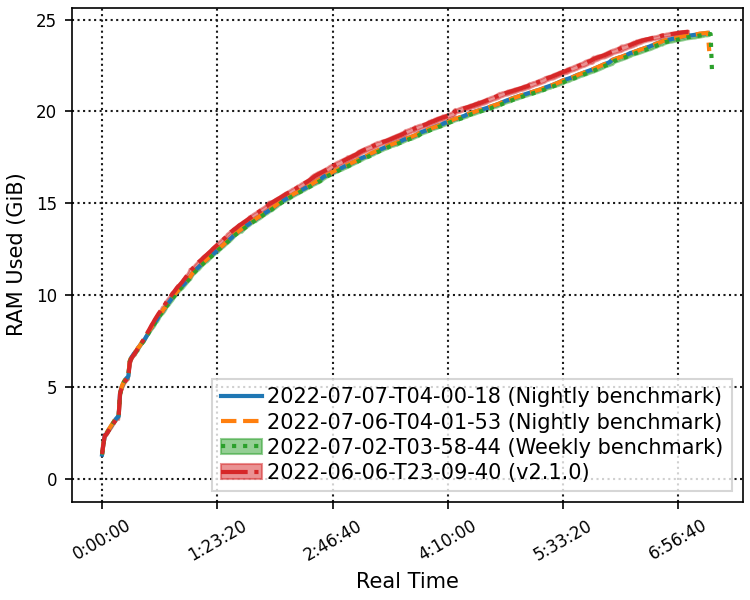 25
20
15
10
5
0
RAM Used (GiB)
2022-07-07-T04-00-18 (Nightly benchmark)
2022-07-06-T04-01-53 (Nightly benchmark)
2022-07-02-T03-58-44 (Weekly benchmark)
2022-06-06-T23-09-40 (v2.1.0)
0:00:00
1:23:20
2:46:40
4:10:00
5:33:20
6:56:40
Real Time